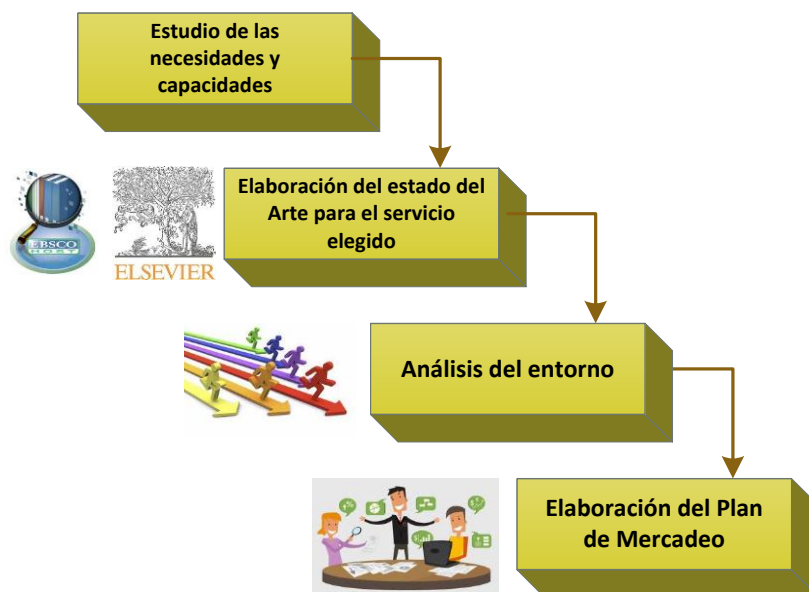 Estudio de las
necesidades y
capacidades
Elaboración del estado del
Arte para el servicio
elegido
EBSCO
HOST
ELSEVIER
Análisis del entorno
Elaboración del Plan
de Mercadeo